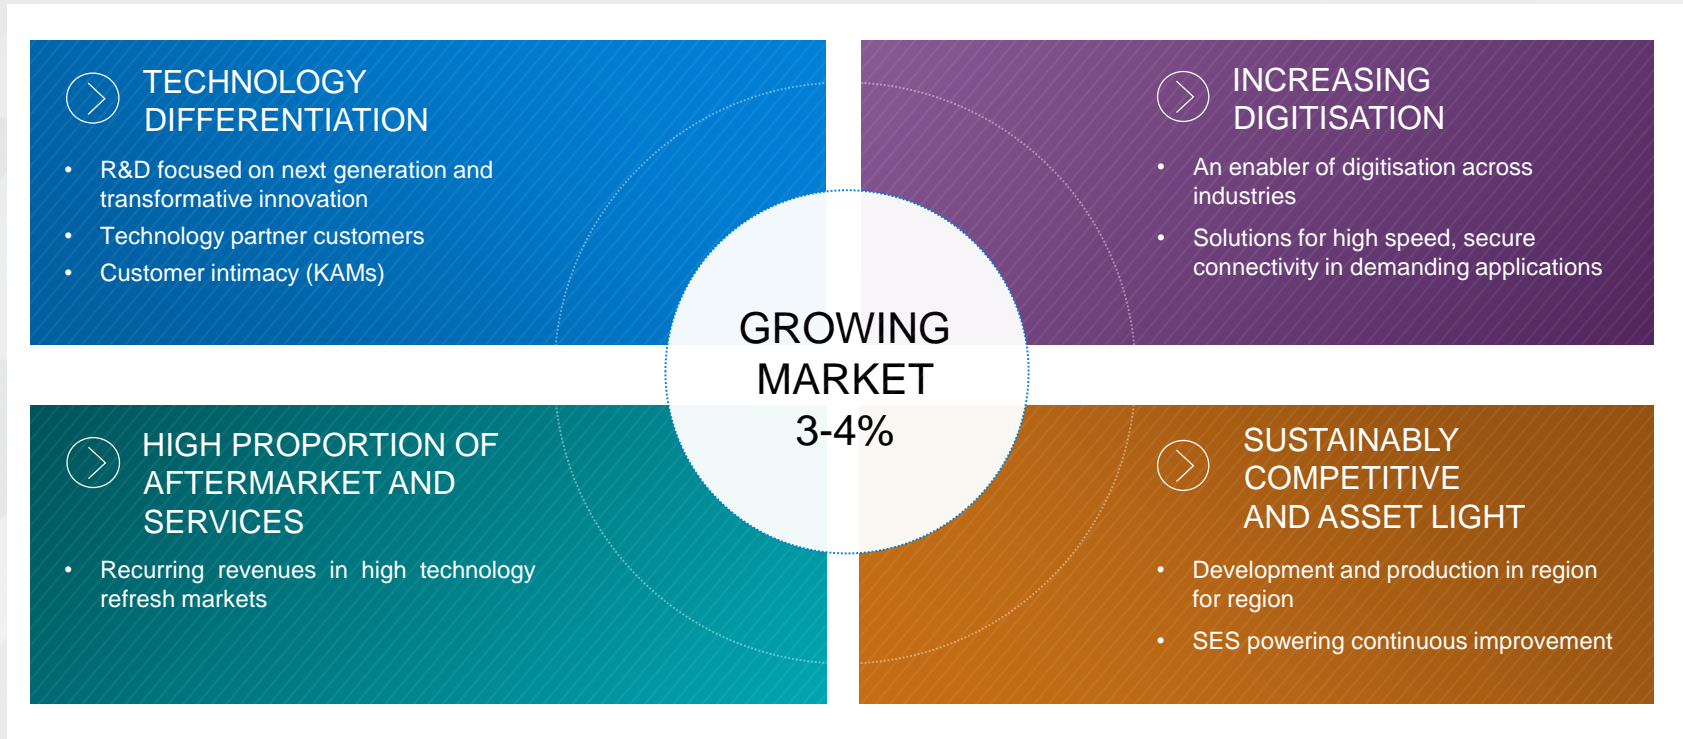 TECHNOLOGY
DIFFERENTIATION
• R&D focused on next generation and
transformative innovation
• Technology partner customers
• Customer intimacy (KAMs)
INCREASING
DIGITISATION
• An enabler of digitisation across
industries
• Solutions for high speed, secure
connectivity in demanding applications
GROWING
MARKET
3-4%
HIGH PROPORTION OF
AFTERMARKET AND
SERVICES
• Recurring revenues in high technology
refresh markets
SUSTAINABLY
COMPETITIVE
AND ASSET LIGHT
• Development and production in region
for region
• SES powering continuous improvement